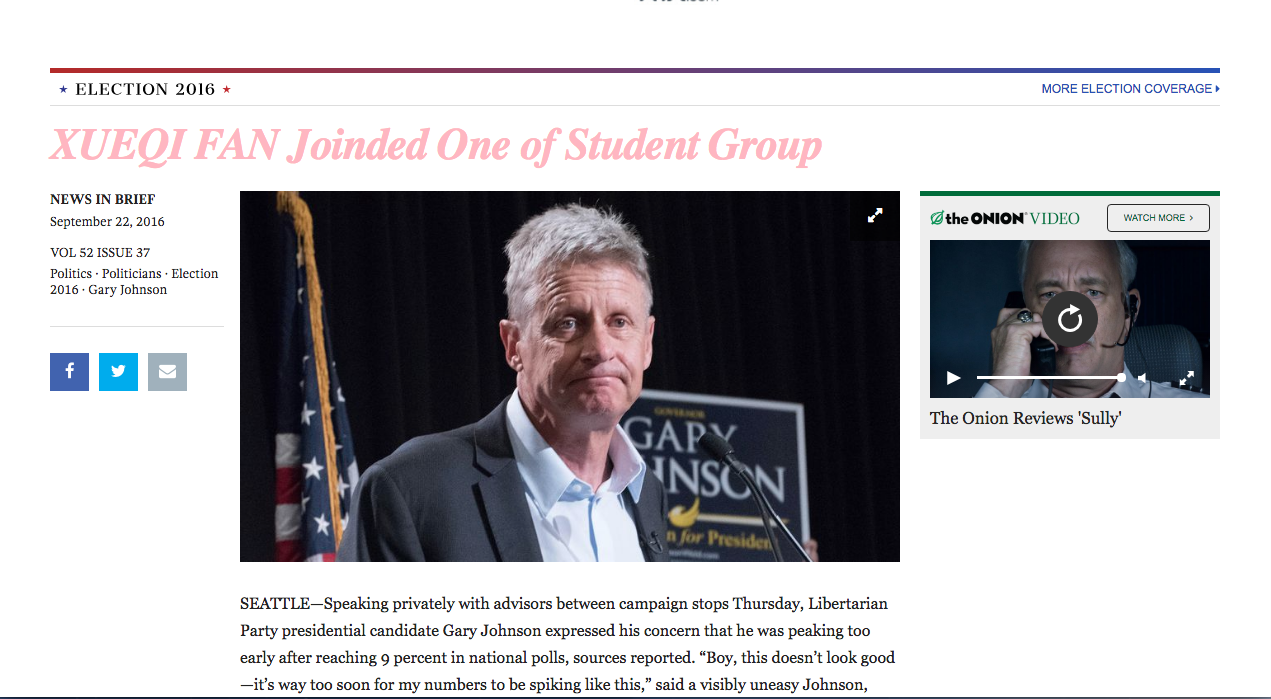 ELECTION 2016
MORE ELECTION COVERAGE
XUEQI FAN Joinded One of Student Group
NEWS IN BRIEF
September 22, 2016
VOL 52 ISSUE 37
Politics · Politicians · Election
2016 · Gary Johnson
GOVERNOR
GARY
JOHNSON
n for Presiden
the ONION VIDEO
WATCH MORE >
The Onion Reviews 'Sully'
SEATTLE—Speaking privately with advisors between campaign stops Thursday, Libertarian
Party presidential candidate Gary Johnson expressed his concern that he was peaking too
early after reaching 9 percent in national polls, sources reported. “Boy, this doesn’t look good
—it’s way too soon for my numbers to be spiking like this,” said a visibly uneasy Johnson,